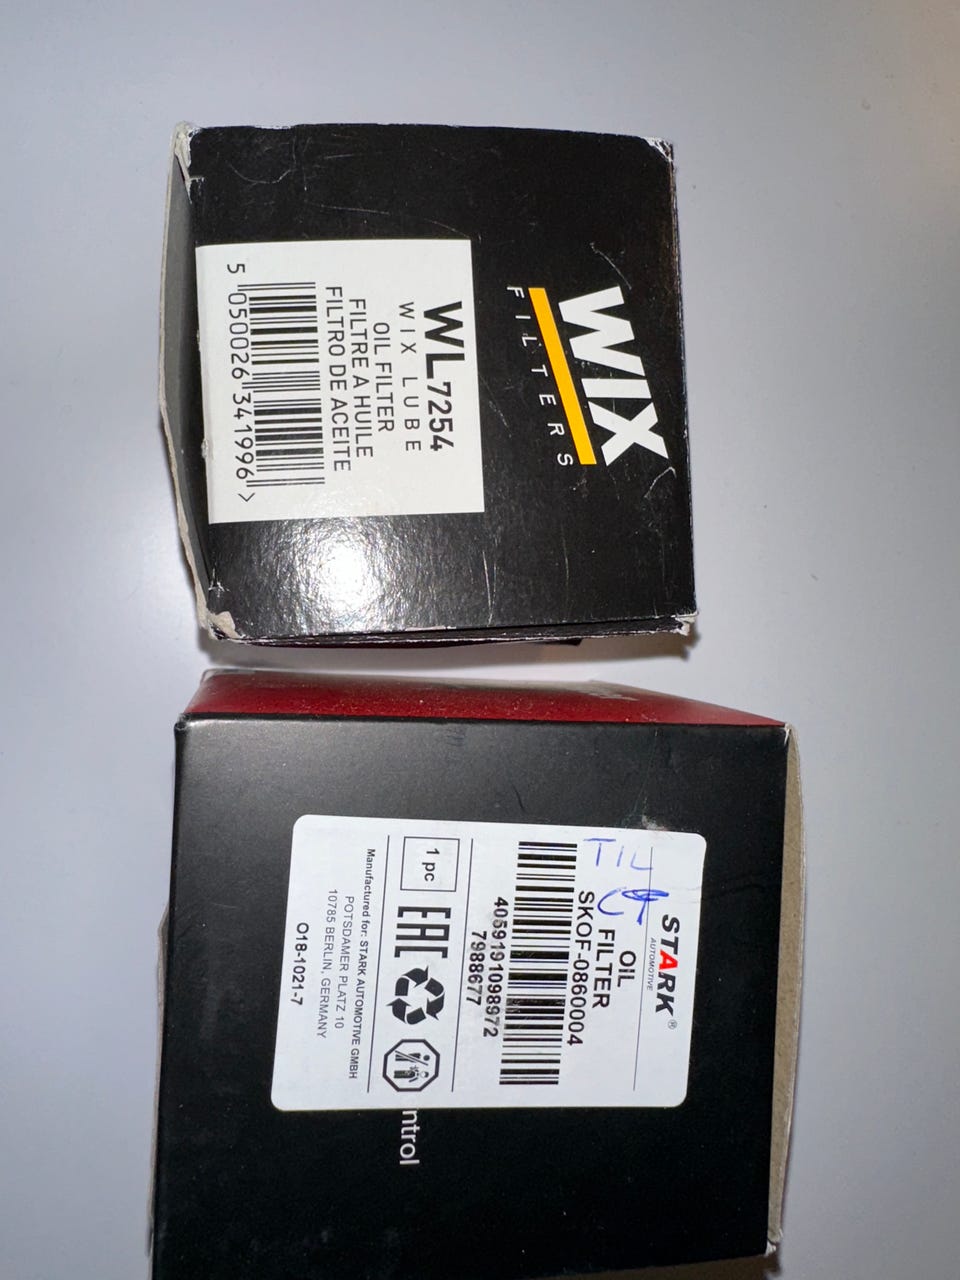 WIX
FILTERS
WL7254
WIX LUBE
OIL FILTER
FILTRE A HUILE
FILTRO DE ACEITE
5 050026 341996 >
STARK®
AUTOMOTIVE
OIL
FILTER
SKOF-0860004
4059191098972
7988677
1 pc
EAC
Manufactured for: STARK AUTOMOTIVE GMBH
POTSDAMER PLATZ 10
10785 BERLIN, GERMANY
O18-1021-7
ntrol